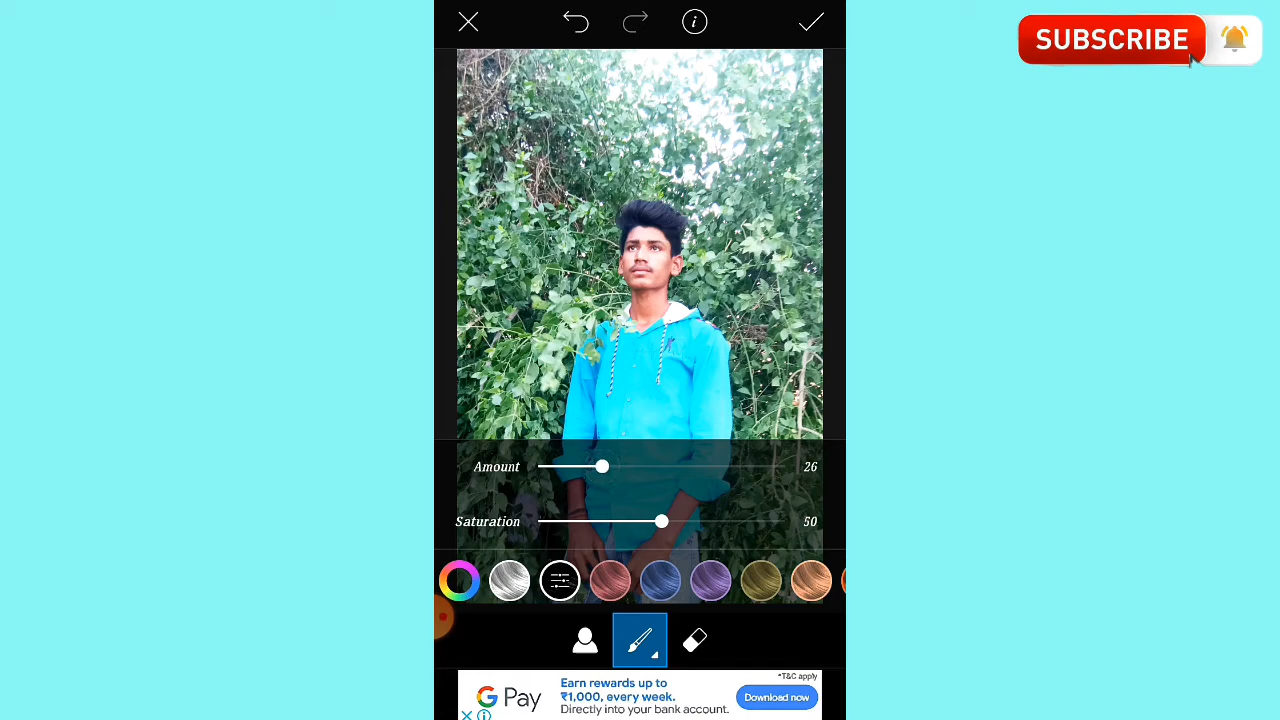 SUBSCRIBE
Amount 26
Saturation 50
G Pay
Earn rewards up to
₹1,000, every week.
Directly into your bank account.
*T&C apply
Download now